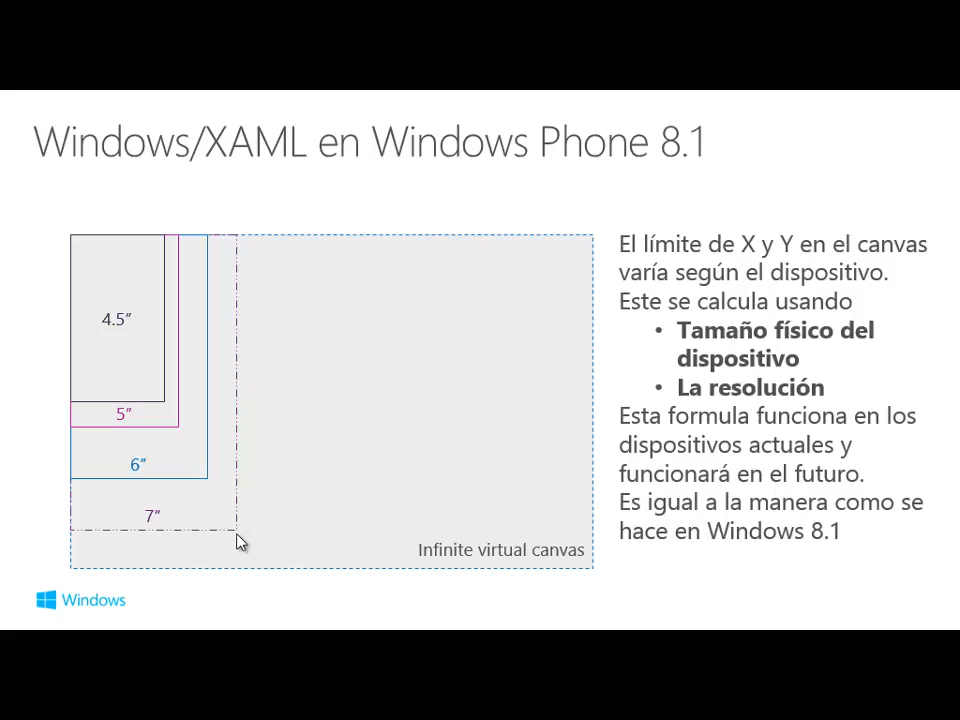 Windows/XAML en Windows Phone 8.1
4.5”
5”
6”
7”
Infinite virtual canvas
El límite de X y Y en el canvas
varía según el dispositivo.
Este se calcula usando
• Tamaño físico del
dispositivo
• La resolución
Esta formula funciona en los
dispositivos actuales y
funcionará en el futuro.
Es igual a la manera como se
hace en Windows 8.1
Windows